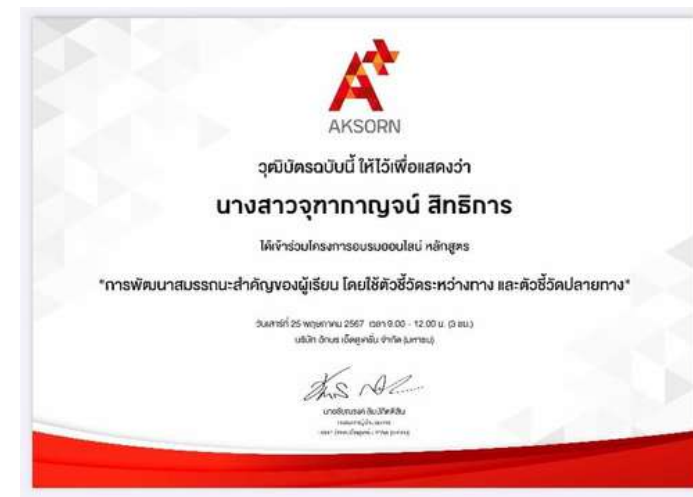 AKSORN
วุฒิบัตรฉบับนี้ ให้ไว้เพื่อแสดงว่า
นางสาวจุฑากาญจน์ สิทธิการ
ได้เข้าร่วมโครงการอบรมออนไลน์ หลักสูตร
"การพัฒนาสมรรถนะสำคัญของผู้เรียน โดยใช้ตัวชี้วัดระหว่างทาง และตัวชี้วัดปลายทาง"
วันเสาร์ที่ 25 พฤษภาคม 2567 เวลา 9.00 - 12.00 น. (3 ชม.)
บริษัท อักษร เอ็ดดูเคชั่น จำกัด (มหาชน)